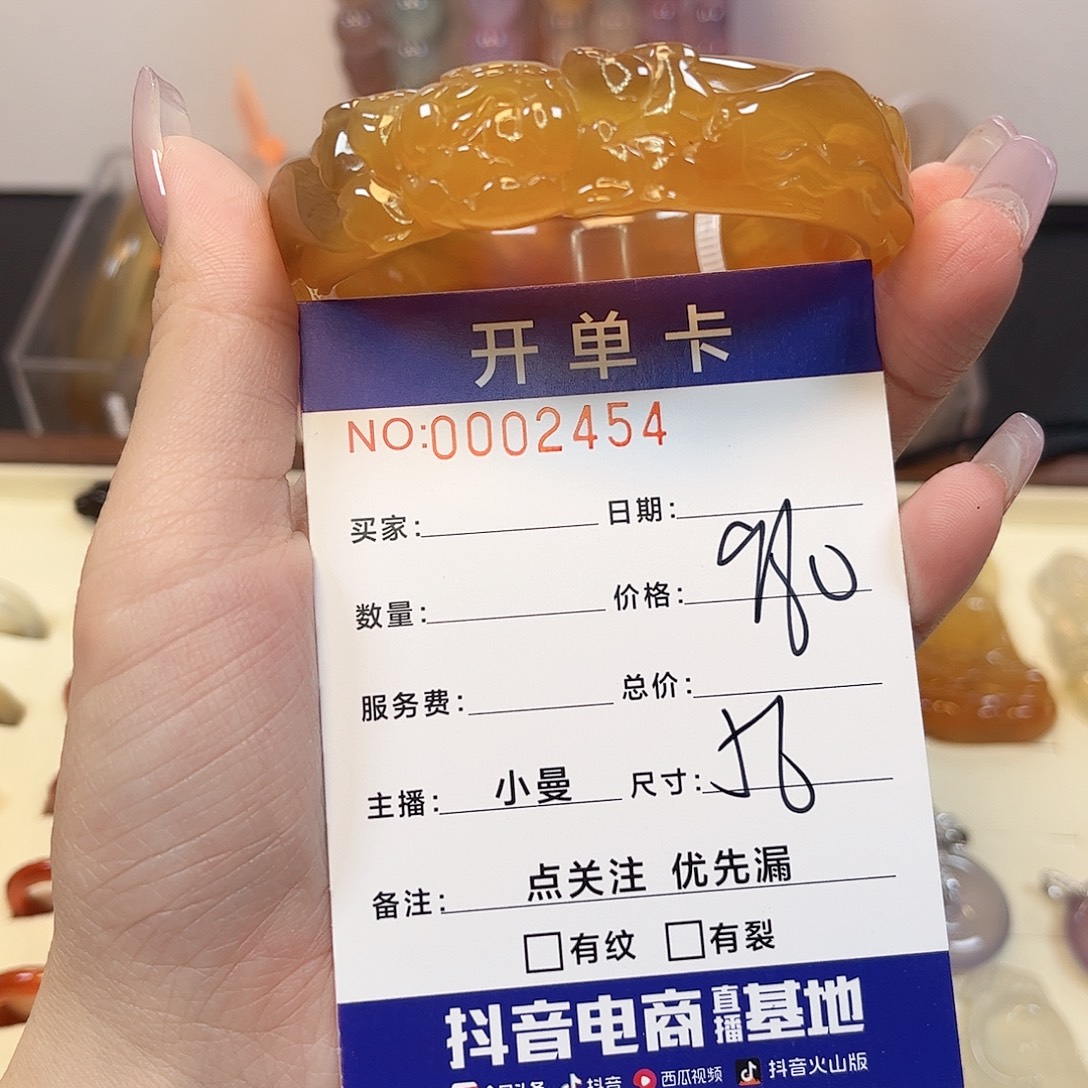 开单卡
NO:0002454
买家: 日期:
数量: 价格: 980
服务费: 总价:
主播: 小曼 尺寸: 58
备注: 点关注 优先漏
□有纹 □有裂
抖音电商直播基地
抖音 西瓜视频 抖音火山版